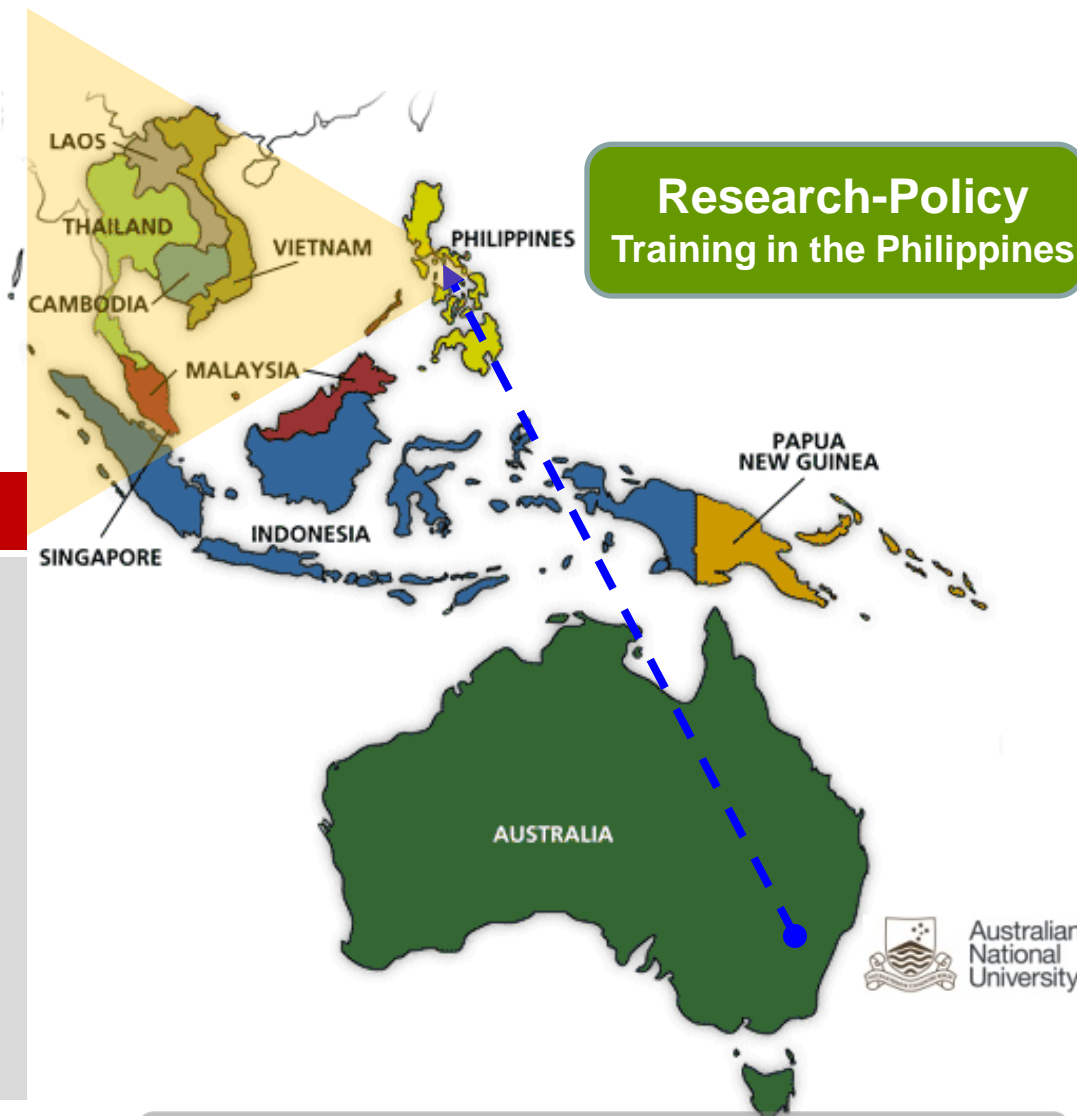 LAOS
THAILAND
VIETNAM
CAMBODIA
PHILIPPINES
Research-Policy
Training in the Philippines
MALAYSIA
PAPUA
NEW GUINEA
INDONESIA
SINGAPORE
AUSTRALIA
Australian
National
University